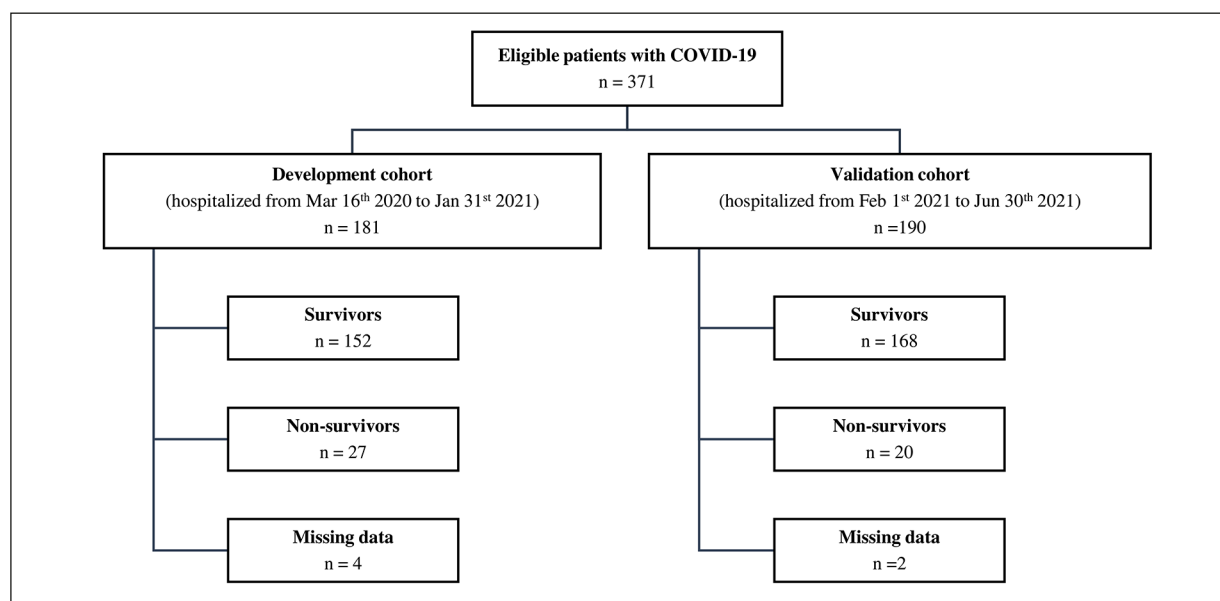 Eligible patients with COVID-19
n = 371
Development cohort
(hospitalized from Mar 16th 2020 to Jan 31st 2021)
n = 181
Validation cohort
(hospitalized from Feb 1st 2021 to Jun 30th 2021)
n =190
Survivors
n = 152
Survivors
n = 168
Non-survivors
n = 27
Non-survivors
n = 20
Missing data
n = 4
Missing data
n =2